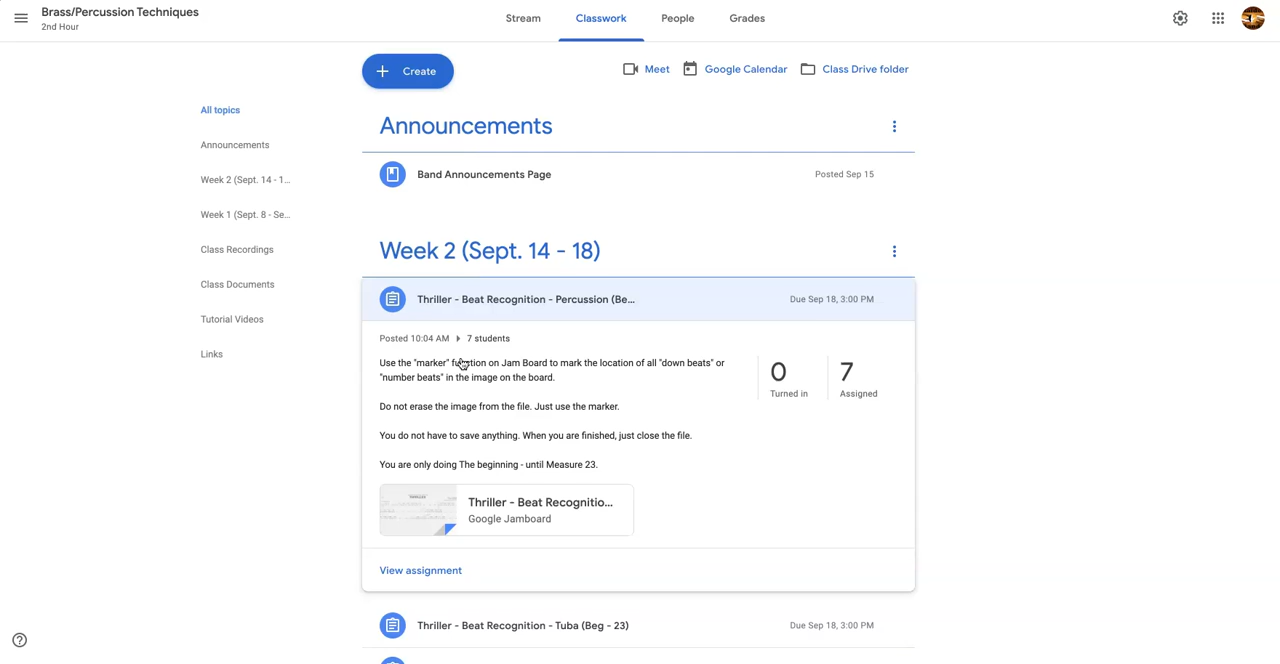 Brass/Percussion Techniques
2nd Hour
Stream
Classwork
People
Grades
Create
Meet
Google Calendar
Class Drive folder
All topics
Announcements
Week 2 (Sept. 14 - 1...
Week 1 (Sept. 8 - Se...
Class Recordings
Class Documents
Tutorial Videos
Links
Announcements
Band Announcements Page
Posted Sep 15
Week 2 (Sept. 14 - 18)
Thriller - Beat Recognition - Percussion (Be...
Due Sep 18, 3:00 PM
Posted 10:04 AM
7 students
Use the "marker" function on Jam Board to mark the location of all "down beats" or
"number beats" in the image on the board.
Do not erase the image from the file. Just use the marker.
You do not have to save anything. When you are finished, just close the file.
You are only doing The beginning - until Measure 23.
0
Turned in
7
Assigned
THRILLER
Thriller - Beat Recognitio...
Google Jamboard
View assignment
Thriller - Beat Recognition - Tuba (Beg - 23)
Due Sep 18, 3:00 PM